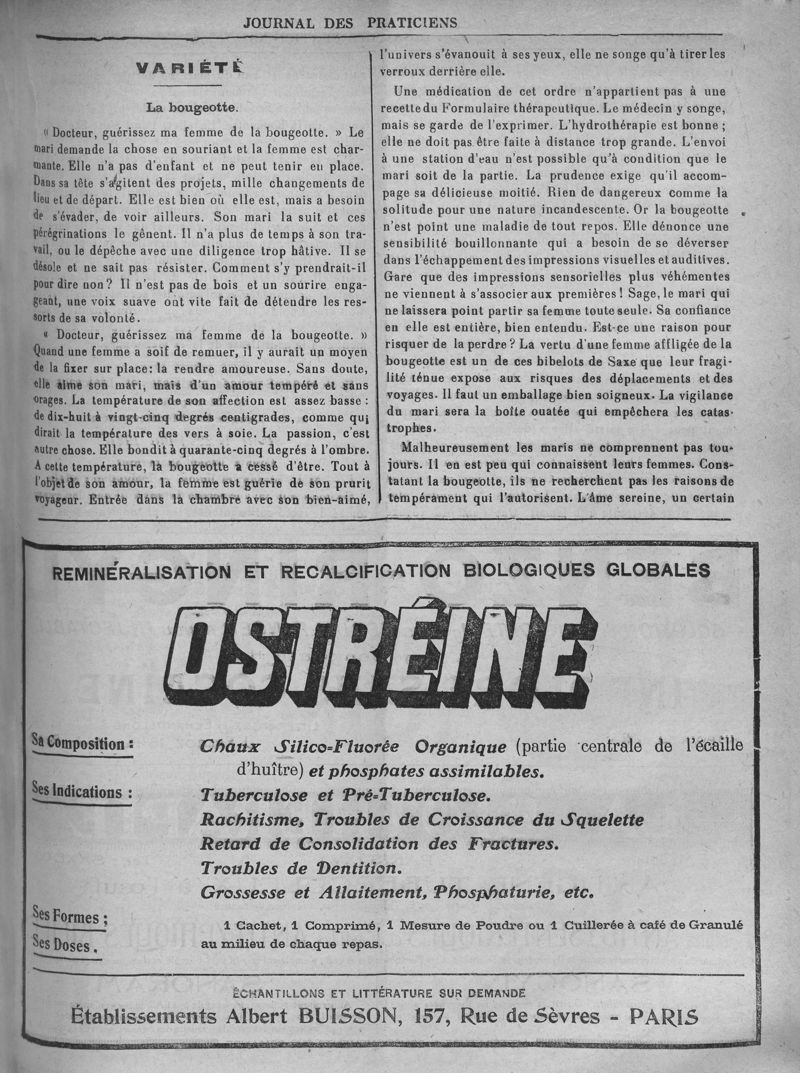 JOURNAL DES PRATICIENS
VARIÉTÉ
La bougeotte.
« Docteur, guérissez ma femme de la bougeotte. » Le
mari demande la chose en souriant et la femme est char-
mante. Elle n'a pas d'enfant et ne peut tenir en place.
Dans sa tête s'agitent des projets, mille changements de
lieu et de départ. Elle est bien où elle est, mais a besoin
de s'évader, de voir ailleurs. Son mari la suit et ces
pérégrinations le gênent. Il n'a plus de temps à son tra-
vail, ou le dépêche avec une diligence trop hâtive. Il se
désole et ne sait pas résister. Comment s'y prendrait-il
pour dire non? Il n'est pas de bois et un sourire enga-
geant, une voix suave ont vite fait de détendre les res-
sorts de sa volonté.
« Docteur, guérissez ma femme de la bougeotte. »
Quand une femme a soif de remuer, il y aurait un moyen
de la fixer sur place: la rendre amoureuse. Sans doute,
elle aime son mari, mais d'un amour tempéré et sans
orages. La température de son affection est assez basse :
de dix-huit à vingt-cinq degrés centigrades, comme qui
dirait la température des vers à soie. La passion, c'est
autre chose. Elle bondit à quarante-cinq degrés à l'ombre.
A cette température, la bougeotte a cessé d'être. Tout à
l'objet de son amour, la femme est guérie de son prurit
voyageur. Entrée dans la chambre avec son bien-aimé,
l'univers s'évanouit à ses yeux, elle ne songe qu'à tirer les
verroux derrière elle.
Une médication de cet ordre n'appartient pas à une
recette du Formulaire thérapeutique. Le médecin y songe,
mais se garde de l'exprimer. L'hydrothérapie est bonne ;
elle ne doit pas être faite à distance trop grande. L'envoi
à une station d'eau n'est possible qu'à condition que le
mari soit de la partie. La prudence exige qu'il accom-
page sa délicieuse moitié. Rien de dangereux comme la
solitude pour une nature incandescente. Or la bougeotte
n'est point une maladie de tout repos. Elle dénonce une
sensibilité bouillonnante qui a besoin de se déverser
dans l'échappement des impressions visuelles et auditives.
Gare que des impressions sensorielles plus véhémentes
ne viennent à s'associer aux premières! Sage, le mari qui
ne laissera point partir sa femme toute seule. Sa confiance
en elle est entière, bien entendu. Est-ce une raison pour
risquer de la perdre? La vertu d'une femme affligée de la
bougeotte est un de ces bibelots de Saxe que leur fragi-
lité ténue expose aux risques des déplacements et des
voyages. Il faut un emballage bien soigneux. La vigilance
du mari sera la boîte ouatée qui empêchera les catas-
trophes.
Malheureusement les maris ne comprennent pas tou-
jours. Il en est peu qui connaissent leurs femmes. Cons-
tatant la bougeotte, ils ne recherchent pas les raisons de
tempérament qui l'autorisent. L'âme sereine, un certain
REMINÉRALISATION ET RECALCIFICATION BIOLOGIQUES GLOBALES
OSTRÉINE
Sa Composition :
Chaux Silico-Fluorée Organique (partie centrale de l'écaille
d'huître) et phosphates assimilables.
Ses Indications :
Tuberculose et Pré-Tuberculose.
Rachitisme, Troubles de Croissance du Squelette
Retard de Consolidation des Fractures.
Troubles de Dentition.
Grossesse et Allaitement, Phosphaturie, etc.
Ses Formes ;
Ses Doses.
1 Cachet, 1 Comprimé, 1 Mesure de Poudre ou 1 Cuillerée à café de Granulé
au milieu de chaque repas.
ÉCHANTILLONS ET LITTÉRATURE SUR DEMANDE
Établissements Albert BUISSON, 157, Rue de Sèvres - PARIS